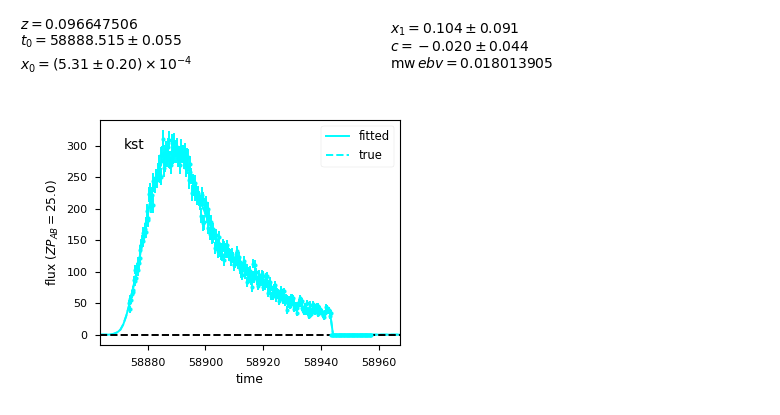 z = 0.096647506
t₀ = 58888.515 ± 0.055
x₀ = (5.31 ± 0.20) × 10⁻⁴
x₁ = 0.104 ± 0.091
c = −0.020 ± 0.044
mw ebv = 0.018013905
kst
fitted
true
flux (ZP_AB = 25.0)
300
250
200
150
100
50
0
58880 58900 58920 58940 58960
time